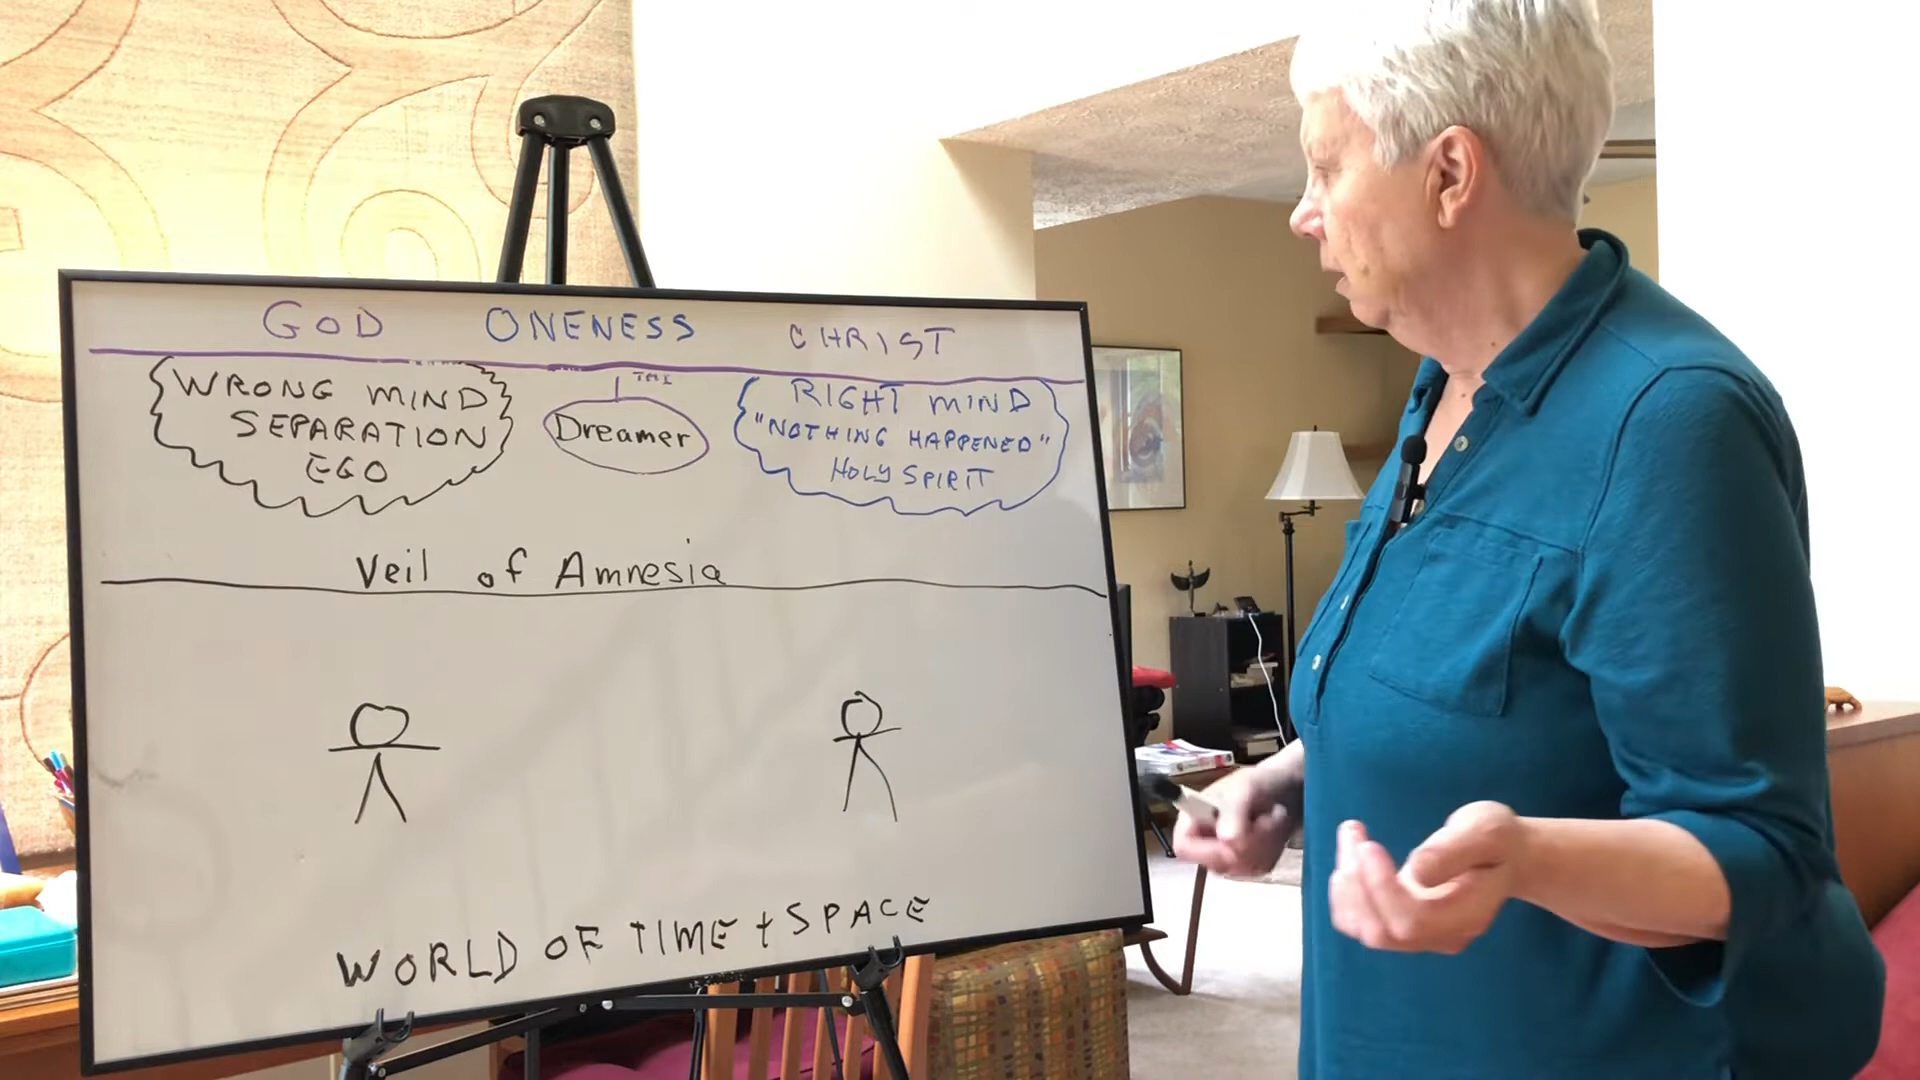 GOD ONENESS CHRIST
WRONG MIND
SEPARATION
EGO
TMI
Dreamer
RIGHT MIND
"NOTHING HAPPENED"
HOLY SPIRIT
Veil of Amnesia
WORLD OF TIME + SPACE